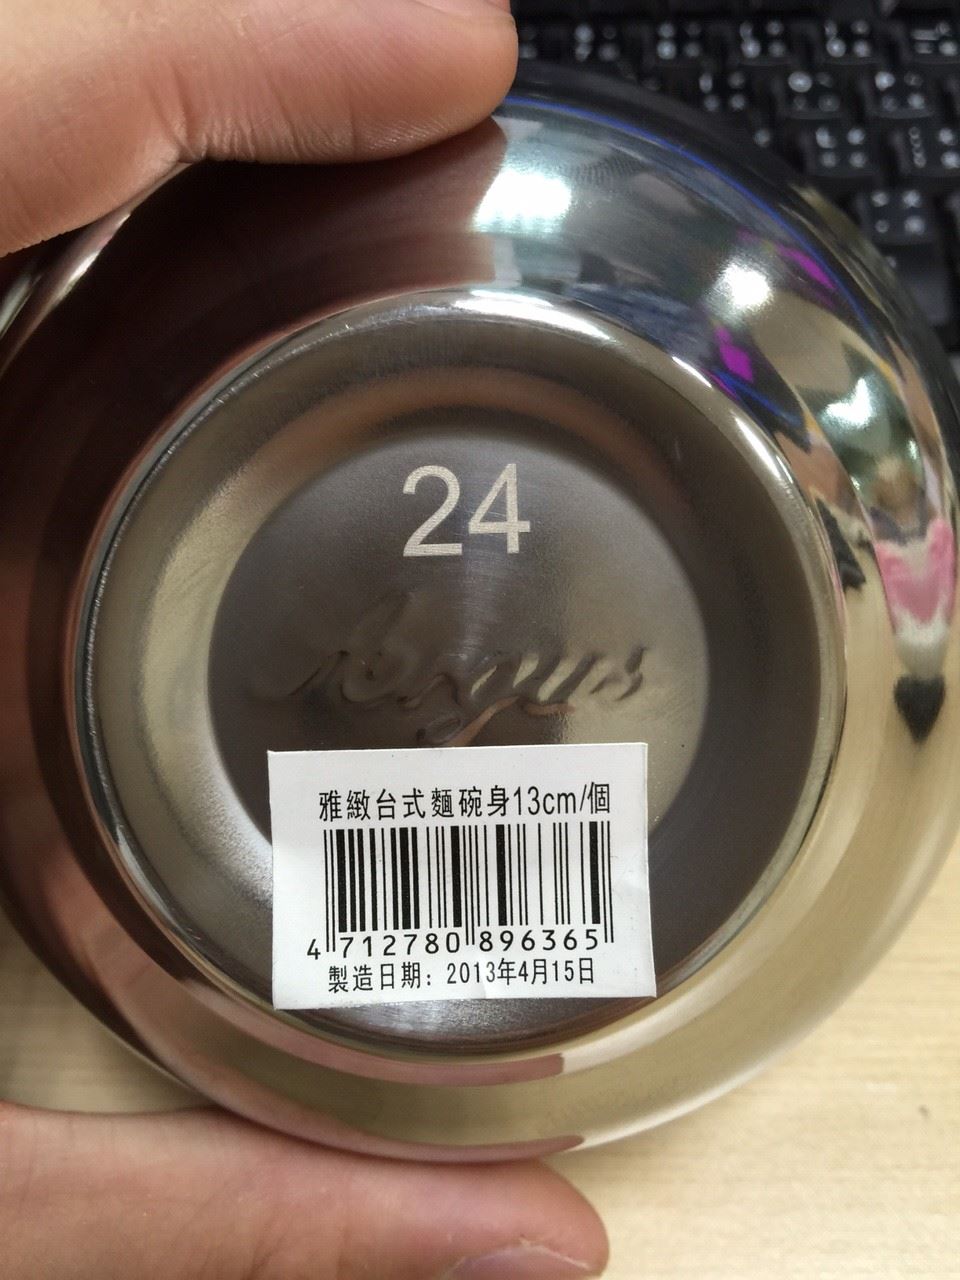 24
Argus
雅緻台式麵碗身13cm/個
4 712780 896365
製造日期: 2013年4月15日